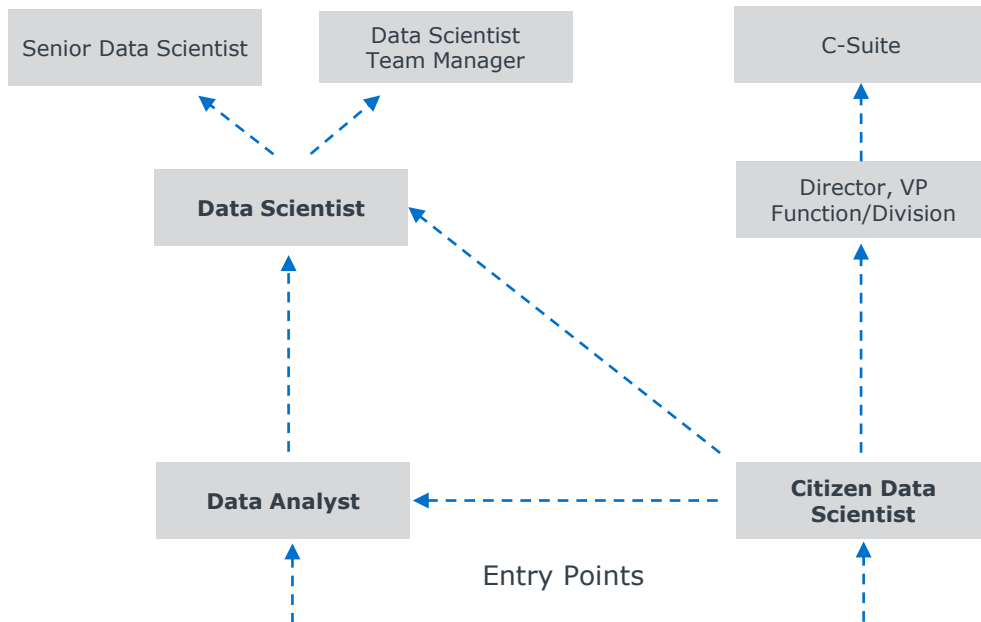 Senior Data Scientist
Data Scientist
Team Manager
C-Suite
Data Scientist
Director, VP
Function/Division
Data Analyst
Citizen Data
Scientist
Entry Points